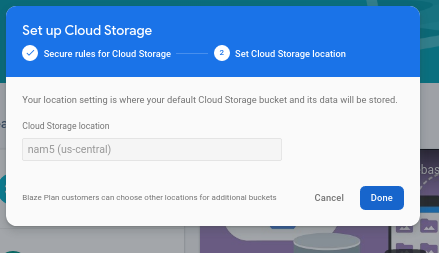 Set up Cloud Storage
Secure rules for Cloud Storage
2 Set Cloud Storage location
Your location setting is where your default Cloud Storage bucket and its data will be stored.
Cloud Storage location
nam5 (us-central)
Blaze Plan customers can choose other locations for additional buckets
Cancel
Done
bas